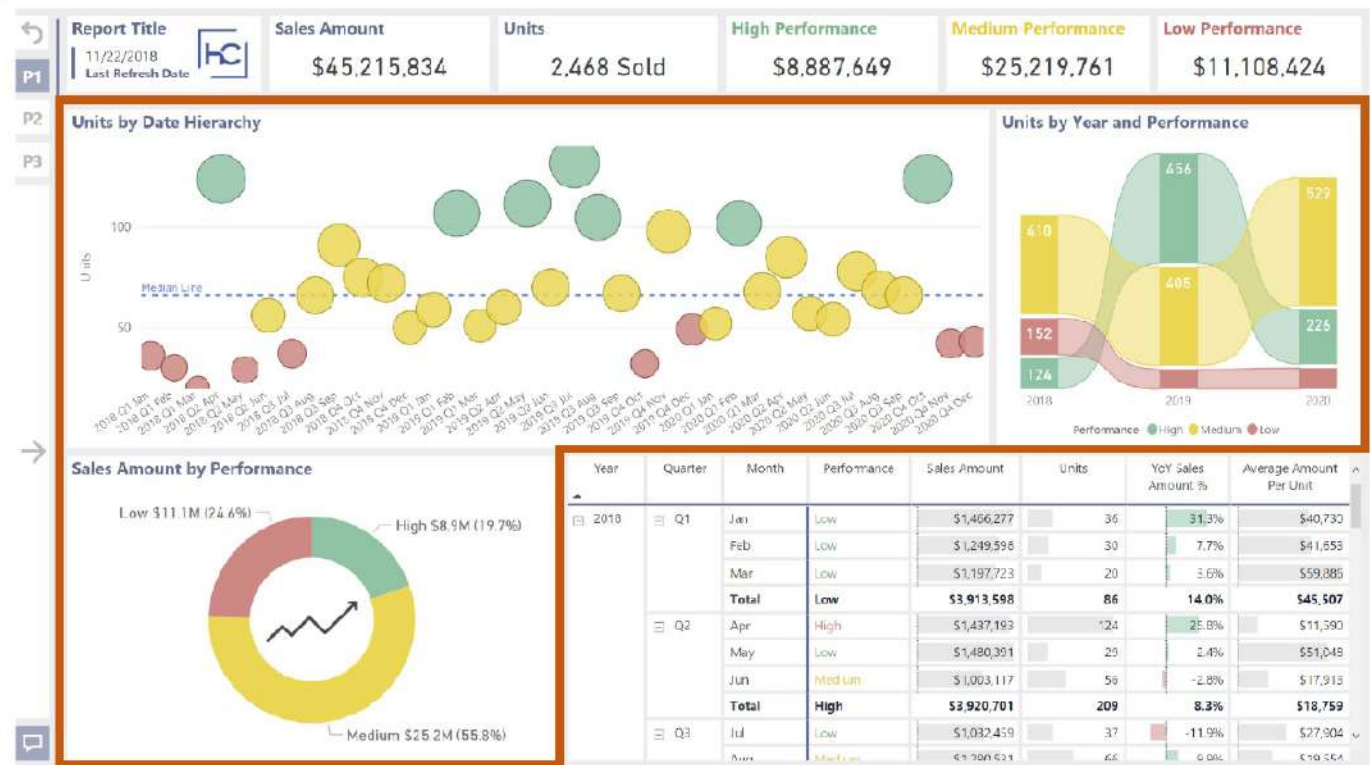 Report Title
11/22/2018
Last Refresh Date
hC
Sales Amount
$45,215,834
Units
2,468 Sold
High Performance
$8,887,649
Medium Performance
$25,219,761
Low Performance
$11,108,424
P1
P2
P3
Units by Date Hierarchy
Units
100
50
Median Line
2018 Q1 Jan
2018 Q1 Feb
2018 Q1 Mar
2018 Q2 Apr
2018 Q2 May
2018 Q2 Jun
2018 Q3 Jul
2018 Q3 Aug
2018 Q3 Sep
2018 Q4 Oct
2018 Q4 Nov
2018 Q4 Dec
2019 Q1 Jan
2019 Q1 Feb
2019 Q1 Mar
2019 Q2 Apr
2019 Q2 May
2019 Q2 Jun
2019 Q3 Jul
2019 Q3 Aug
2019 Q3 Sep
2019 Q4 Oct
2019 Q4 Nov
2019 Q4 Dec
2020 Q1 Jan
2020 Q1 Feb
2020 Q1 Mar
2020 Q2 Apr
2020 Q2 May
2020 Q2 Jun
2020 Q3 Jul
2020 Q3 Aug
2020 Q3 Sep
2020 Q4 Oct
2020 Q4 Nov
2020 Q4 Dec
Units by Year and Performance
456
529
410
405
152
226
124
2018 2019 2020
Performance High Medium Low
Sales Amount by Performance
Low $11.1M (24.6%)
High $8.9M (19.7%)
Medium $25.2M (55.8%)
Year Quarter Month Performance Sales Amount Units YoY Sales Amount % Average Amount Per Unit
2018 Q1 Jan Low $1,466,277 36 31.3% $40,730
Feb Low $1,249,598 30 7.7% $41,653
Mar Low $1,197,723 20 3.6% $59,886
Total Low $3,913,598 86 14.0% $45,507
Q2 Apr High $1,437,193 124 25.8% $11,590
May Low $1,480,391 29 2.4% $51,048
Jun Medium $1,003,117 56 -2.8% $17,913
Total High $3,920,701 209 8.3% $18,759
Q3 Jul Low $1,032,459 37 -11.9% $27,904